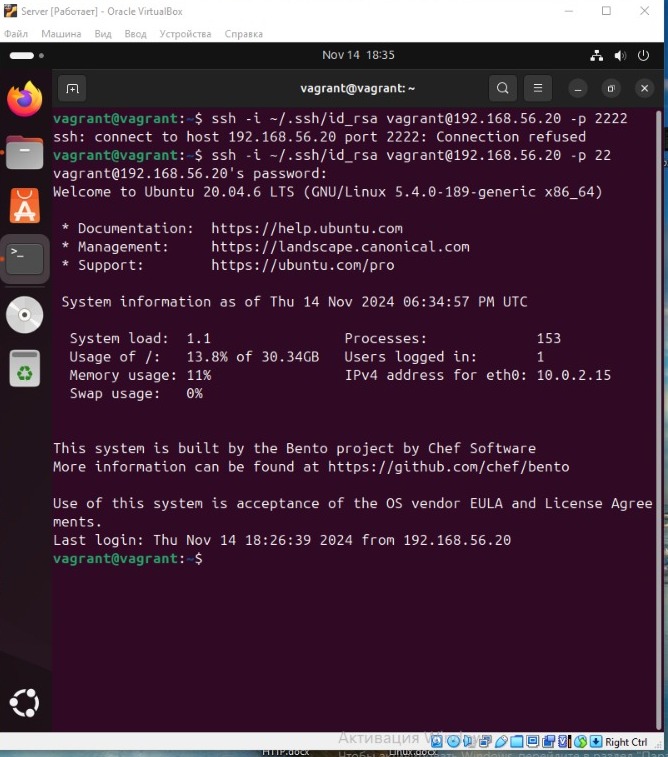 Server [Работает] - Oracle VirtualBox
Файл Машина Вид Ввод Устройства Справка
Nov 14 18:35
vagrant@vagrant: ~
vagrant@vagrant:~$ ssh -i ~/.ssh/id_rsa vagrant@192.168.56.20 -p 2222
ssh: connect to host 192.168.56.20 port 2222: Connection refused
vagrant@vagrant:~$ ssh -i ~/.ssh/id_rsa vagrant@192.168.56.20 -p 22
vagrant@192.168.56.20's password:
Welcome to Ubuntu 20.04.6 LTS (GNU/Linux 5.4.0-189-generic x86_64)
* Documentation: https://help.ubuntu.com
* Management: https://landscape.canonical.com
* Support: https://ubuntu.com/pro
System information as of Thu 14 Nov 2024 06:34:57 PM UTC
System load: 1.1 Processes: 153
Usage of /: 13.8% of 30.34GB Users logged in: 1
Memory usage: 11% IPv4 address for eth0: 10.0.2.15
Swap usage: 0%
This system is built by the Bento project by Chef Software
More information can be found at https://github.com/chef/bento
Use of this system is acceptance of the OS vendor EULA and License Agree
ments.
Last login: Thu Nov 14 18:26:39 2024 from 192.168.56.20
vagrant@vagrant:~$
Активация
Right Ctrl
HTTP.docx Linux.docx